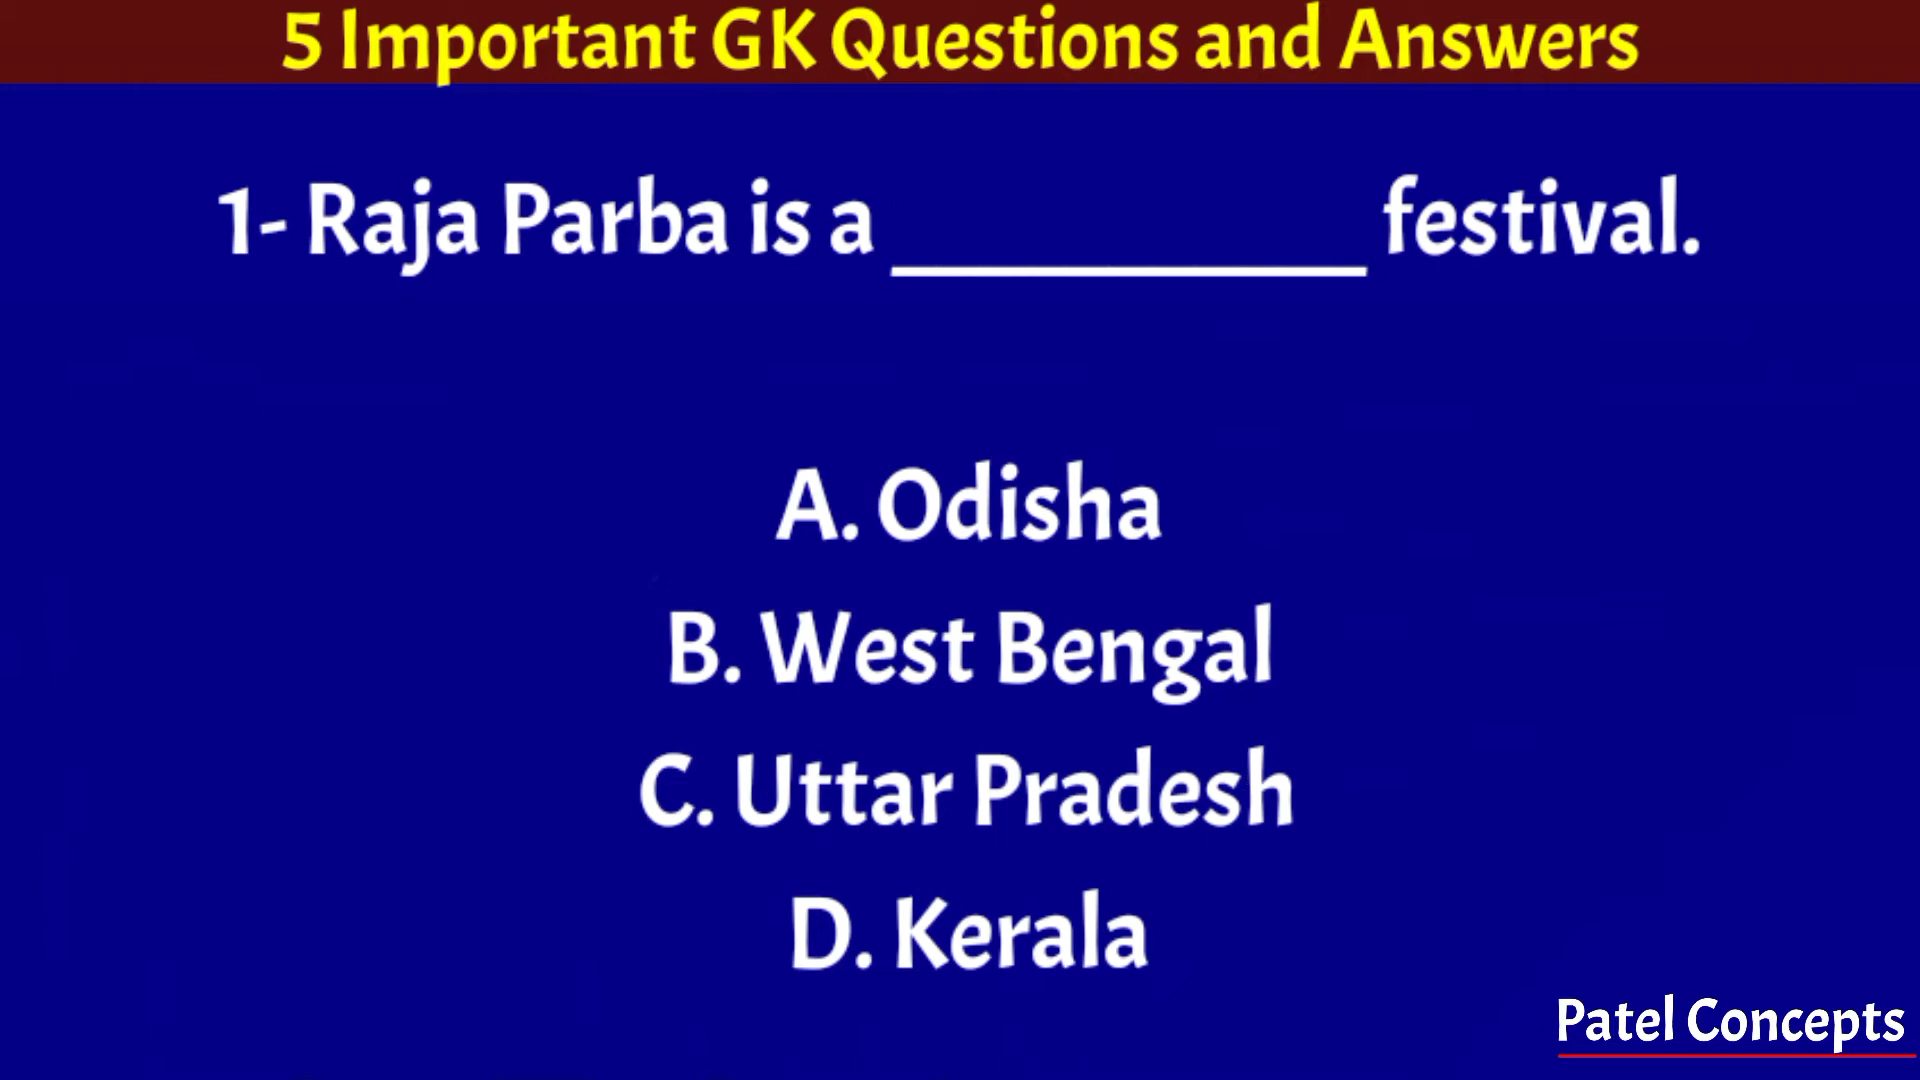 5 Important GK Questions and Answers
1- Raja Parba is a __________ festival.
A. Odisha
B. West Bengal
C. Uttar Pradesh
D. Kerala
Patel Concepts